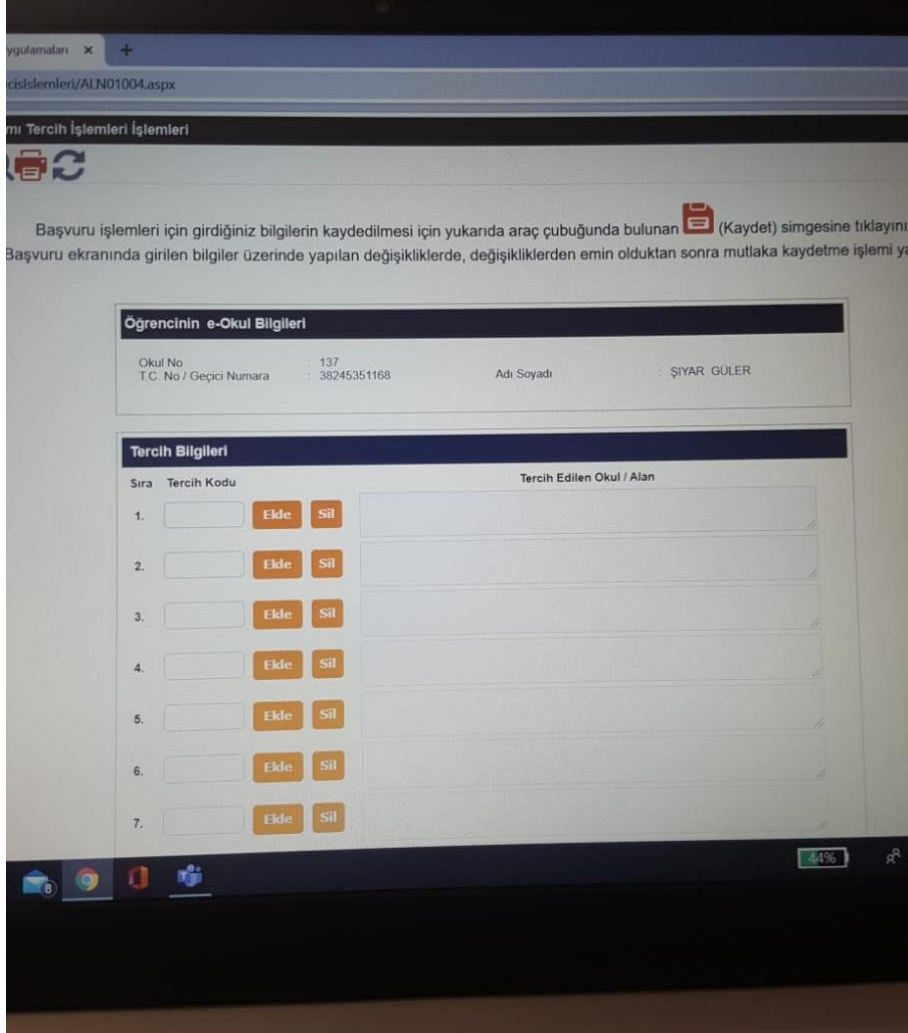 ygulamaları × +
cisIslemleri/ALN01004.aspx
mı Tercih İşlemleri İşlemleri
Başvuru işlemleri için girdiğiniz bilgilerin kaydedilmesi için yukarıda araç çubuğunda bulunan (Kaydet) simgesine tıklayını
Başvuru ekranında girilen bilgiler üzerinde yapılan değişikliklerde, değişikliklerden emin olduktan sonra mutlaka kaydetme işlemi ya
Öğrencinin e-Okul Bilgileri
Okul No : 137
T.C. No / Geçici Numara : 38245351168 Adı Soyadı : ŞIYAR GÜLER
Tercih Bilgileri
Sıra Tercih Kodu Tercih Edilen Okul / Alan
1. Ekle Sil
2. Ekle Sil
3. Ekle Sil
4. Ekle Sil
5. Ekle Sil
6. Ekle Sil
7. Ekle Sil
8 44%